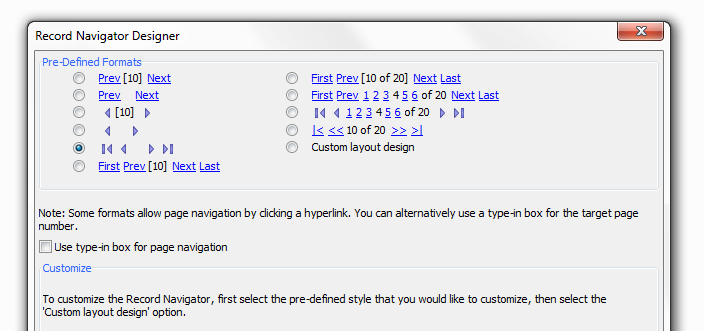 Record Navigator Designer
Pre-Defined Formats
Prev [10] Next
Prev Next
[10]
First Prev [10] Next Last
First Prev [10 of 20] Next Last
First Prev 1 2 3 4 5 6 of 20 Next Last
1 2 3 4 5 6 of 20
|< << 10 of 20 >> >|
Custom layout design
Note: Some formats allow page navigation by clicking a hyperlink. You can alternatively use a type-in box for the target page
number.
Use type-in box for page navigation
Customize
To customize the Record Navigator, first select the pre-defined style that you would like to customize, then select the
'Custom layout design' option.